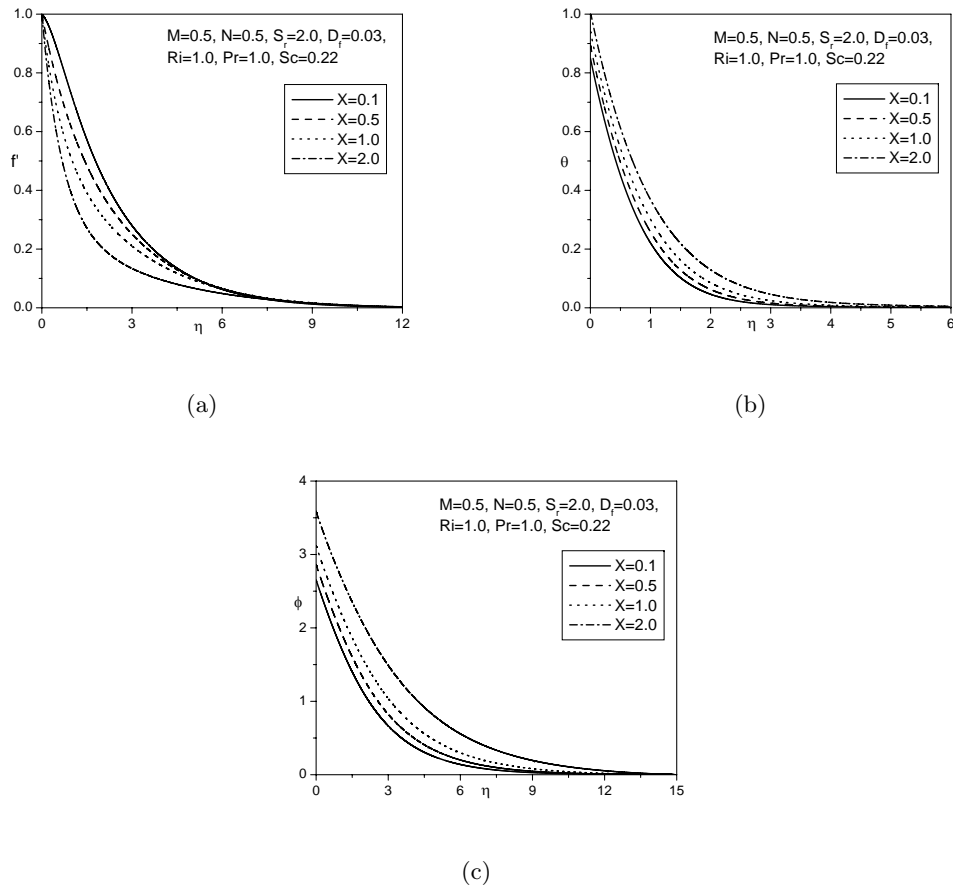 M=0.5, N=0.5, S_r=2.0, D_f=0.03,
Ri=1.0, Pr=1.0, Sc=0.22
X=0.1
X=0.5
X=1.0
X=2.0
1.0
0.8
0.6
f'
0.4
0.2
0.0
0 3 6 9 12
η
(a)
M=0.5, N=0.5, S_r=2.0, D_f=0.03,
Ri=1.0, Pr=1.0, Sc=0.22
X=0.1
X=0.5
X=1.0
X=2.0
1.0
0.8
0.6
θ
0.4
0.2
0.0
0 1 2 3 4 5 6
η
(b)
M=0.5, N=0.5, S_r=2.0, D_f=0.03,
Ri=1.0, Pr=1.0, Sc=0.22
X=0.1
X=0.5
X=1.0
X=2.0
4
3
ϕ
2
1
0
0 3 6 9 12 15
η
(c)